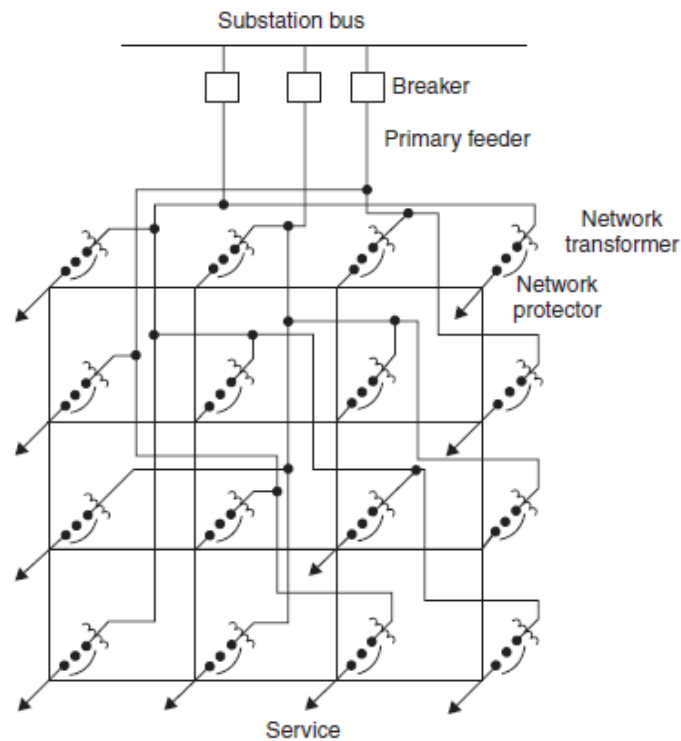 Substation bus
Breaker
Primary feeder
Network
transformer
Network
protector
Service